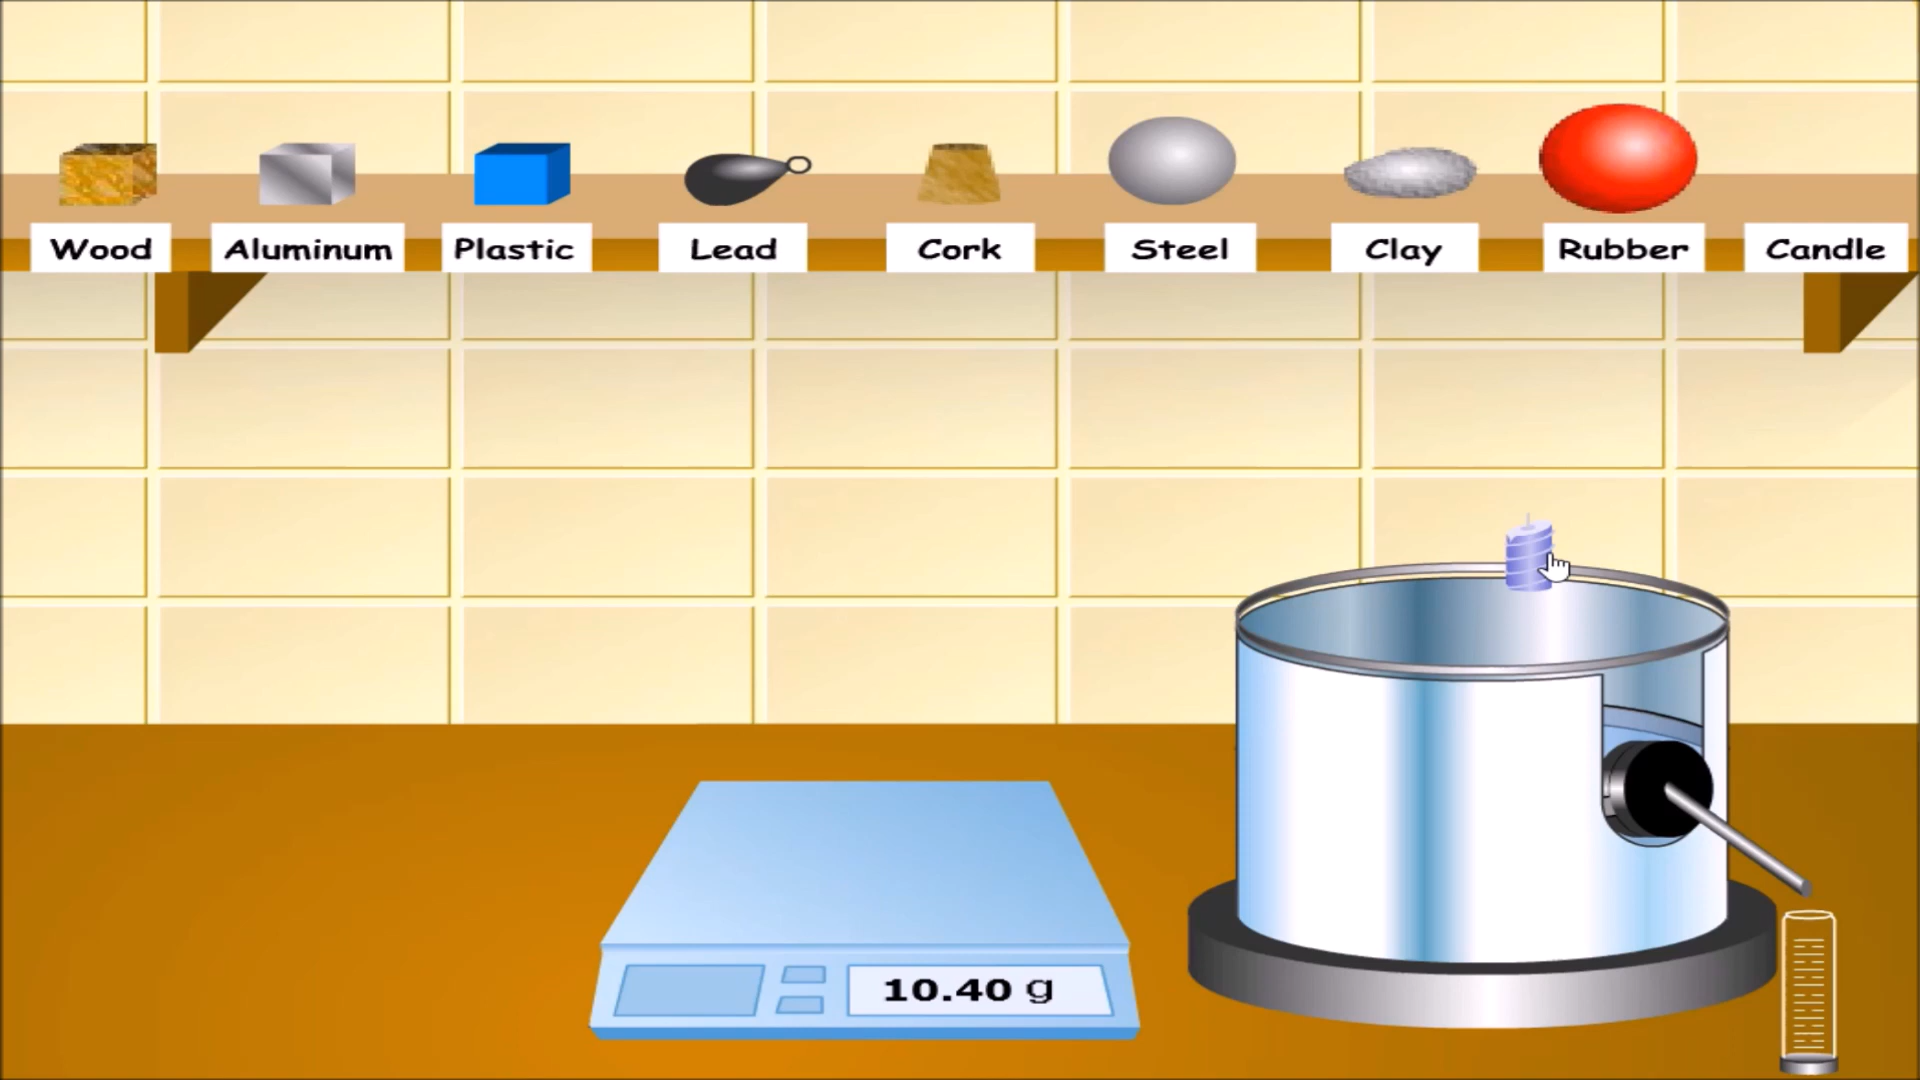 Wood
Aluminum
Plastic
Lead
Cork
Steel
Clay
Rubber
Candle
10.40 g